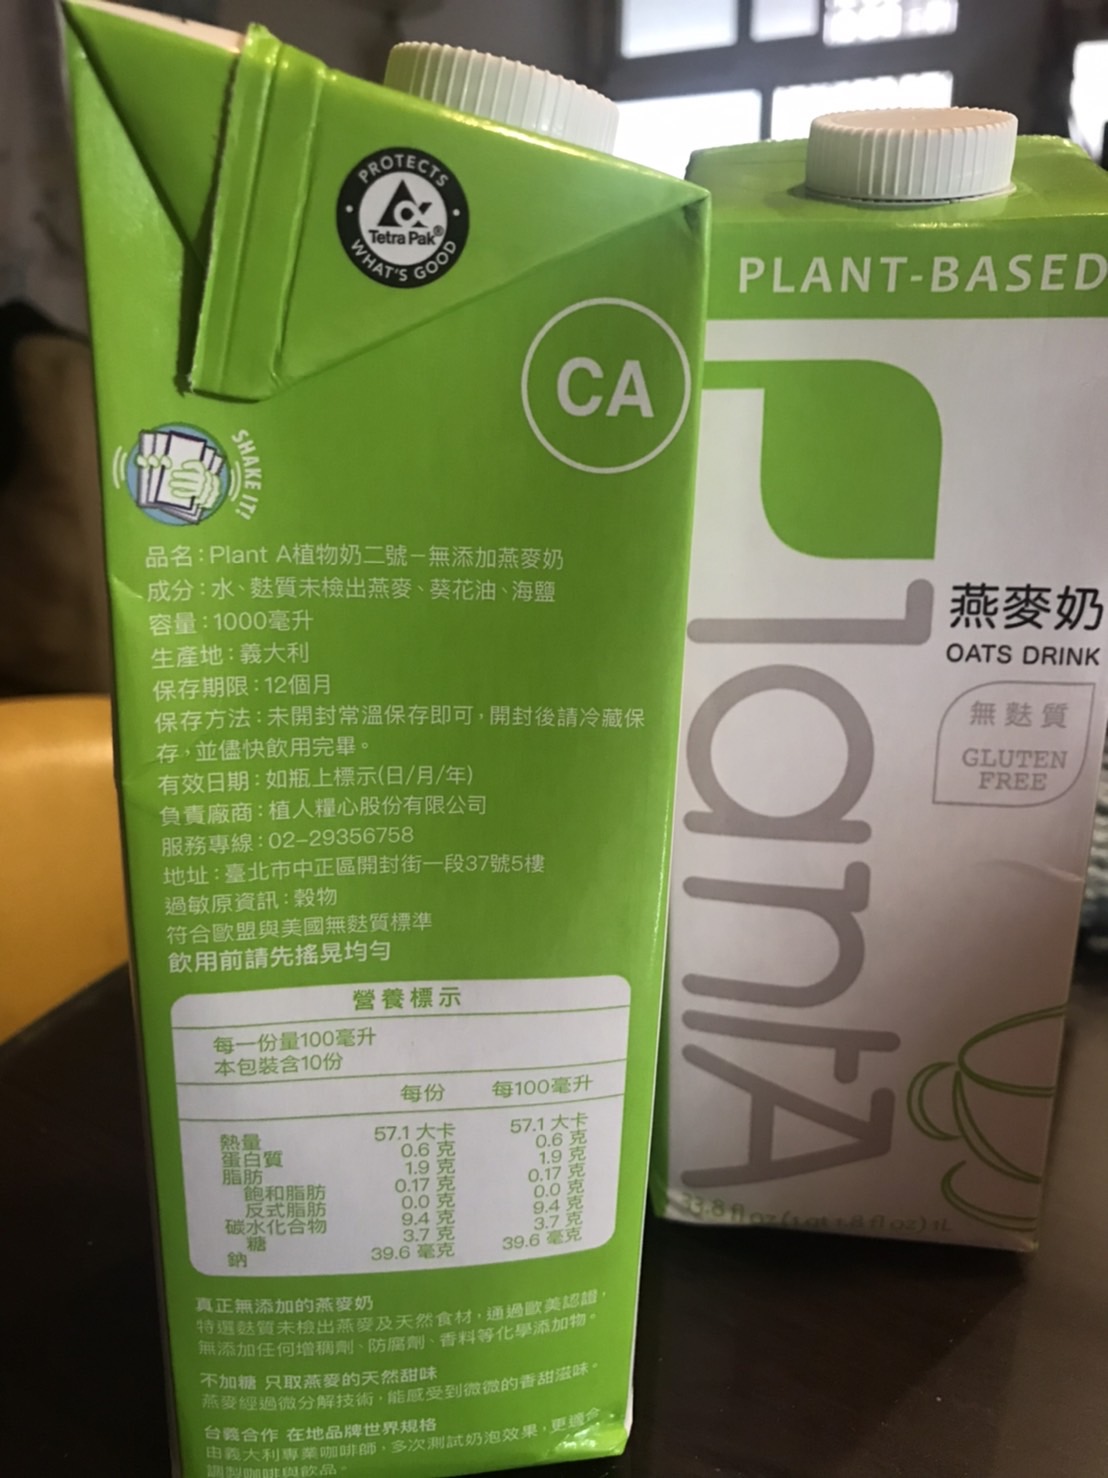 PROTECTS
Tetra Pak®
WHAT'S GOOD
CA
SHAKE IT!
品名：Plant A植物奶二號－無添加燕麥奶
成分：水、麩質未檢出燕麥、葵花油、海鹽
容量：1000毫升
生產地：義大利
保存期限：12個月
保存方法：未開封常溫保存即可，開封後請冷藏保
存，並儘快飲用完畢。
有效日期：如瓶上標示(日/月/年)
負責廠商：植人糧心股份有限公司
服務專線：02-29356758
地址：臺北市中正區開封街一段37號5樓
過敏原資訊：穀物
符合歐盟與美國無麩質標準
飲用前請先搖晃均勻
營養標示
每一份量100毫升
本包裝含10份
每份 每100毫升
熱量 57.1 大卡 57.1 大卡
蛋白質 0.6 克 0.6 克
脂肪 1.9 克 1.9 克
飽和脂肪 0.17 克 0.17 克
反式脂肪 0.0 克 0.0 克
碳水化合物 9.4 克 9.4 克
糖 3.7 克 3.7 克
鈉 39.6 毫克 39.6 毫克
真正無添加的燕麥奶
特選麩質未檢出燕麥及天然食材，通過歐美認證，
無添加任何增稠劑、防腐劑、香料等化學添加物。
不加糖 只取燕麥的天然甜味
燕麥經過微分解技術，能感受到微微的香甜滋味。
台義合作 在地品牌世界規格
由義大利專業咖啡師，多次測試奶泡效果，更適合
調製咖啡與飲品。
PLANT-BASED
PlantA
燕麥奶
OATS DRINK
無麩質
GLUTEN
FREE
33.8 fl oz (1 qt 1.8 fl oz) 1L